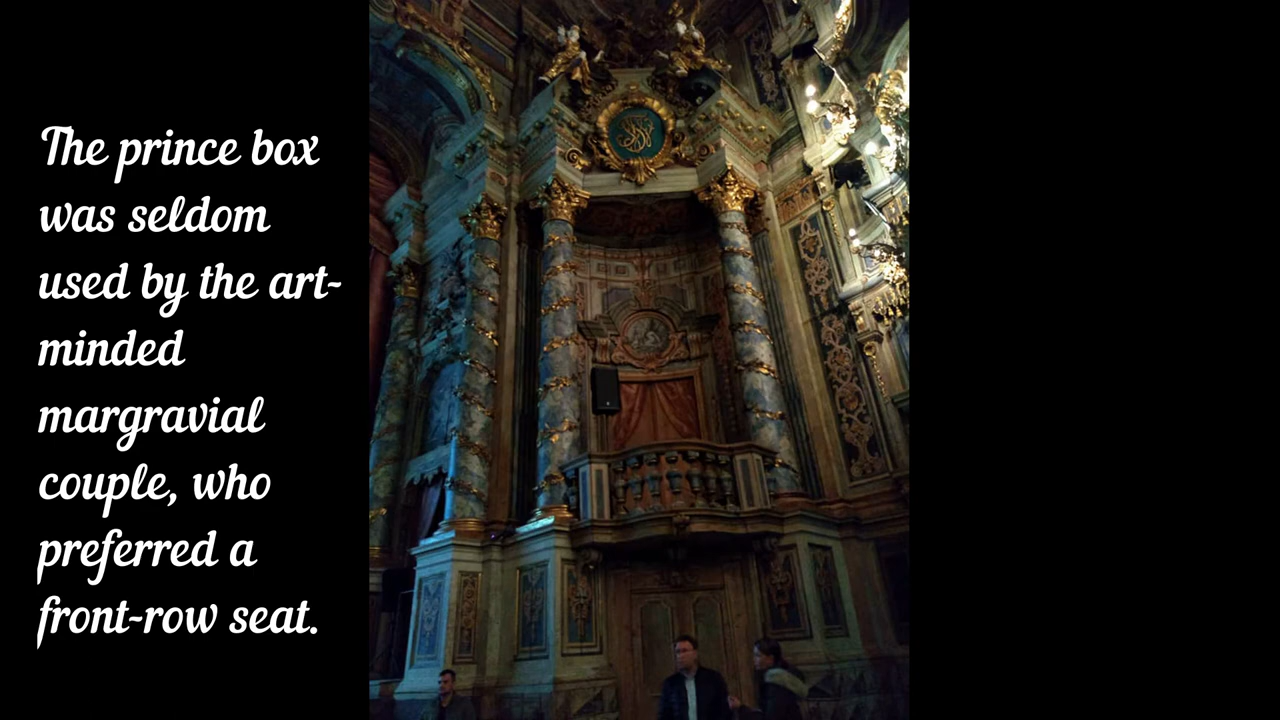 The prince box
was seldom
used by the art-
minded
margravial
couple, who
preferred a
front-row seat.